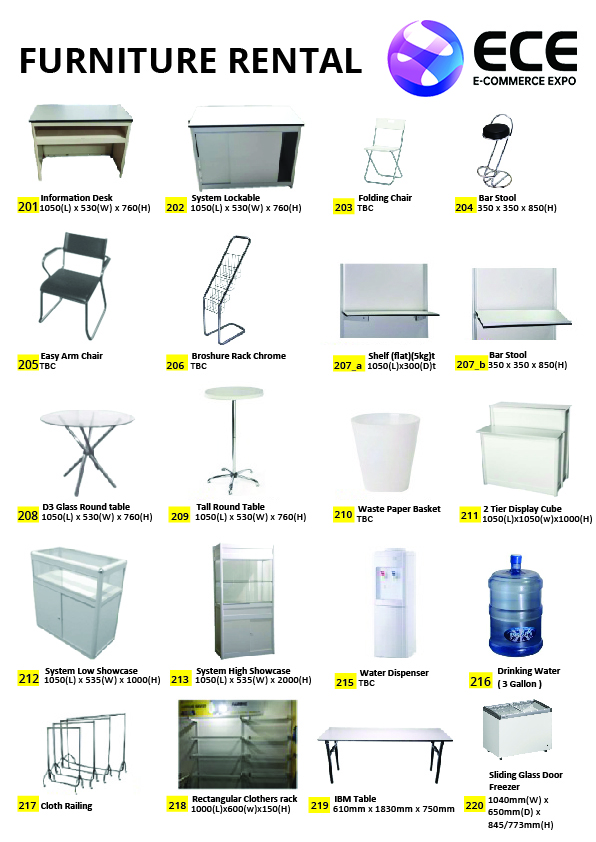 FURNITURE RENTAL
ECE
E-COMMERCE EXPO
201 Information Desk
1050(L) x 530(W) x 760(H)
202 System Lockable
1050(L) x 530(W) x 760(H)
203 Folding Chair
TBC
204 Bar Stool
350 x 350 x 850(H)
205 Easy Arm Chair
TBC
206 Broshure Rack Chrome
TBC
207_a Shelf (flat)(5kg)t
1050(L)x300(D)t
207_b Bar Stool
350 x 350 x 850(H)
208 D3 Glass Round table
1050(L) x 530(W) x 760(H)
209 Tall Round Table
1050(L) x 530(W) x 760(H)
210 Waste Paper Basket
TBC
211 2 Tier Display Cube
1050(L)x1050(w)x1000(H)
212 System Low Showcase
1050(L) x 535(W) x 1000(H)
213 System High Showcase
1050(L) x 535(W) x 2000(H)
215 Water Dispenser
TBC
216 Drinking Water
( 3 Gallon )
217 Cloth Railing
218 Rectangular Clothers rack
1000(L)x600(w)x150(H)
219 IBM Table
610mm x 1830mm x 750mm
220 Sliding Glass Door
Freezer
1040mm(W) x
650mm(D) x
845/773mm(H)